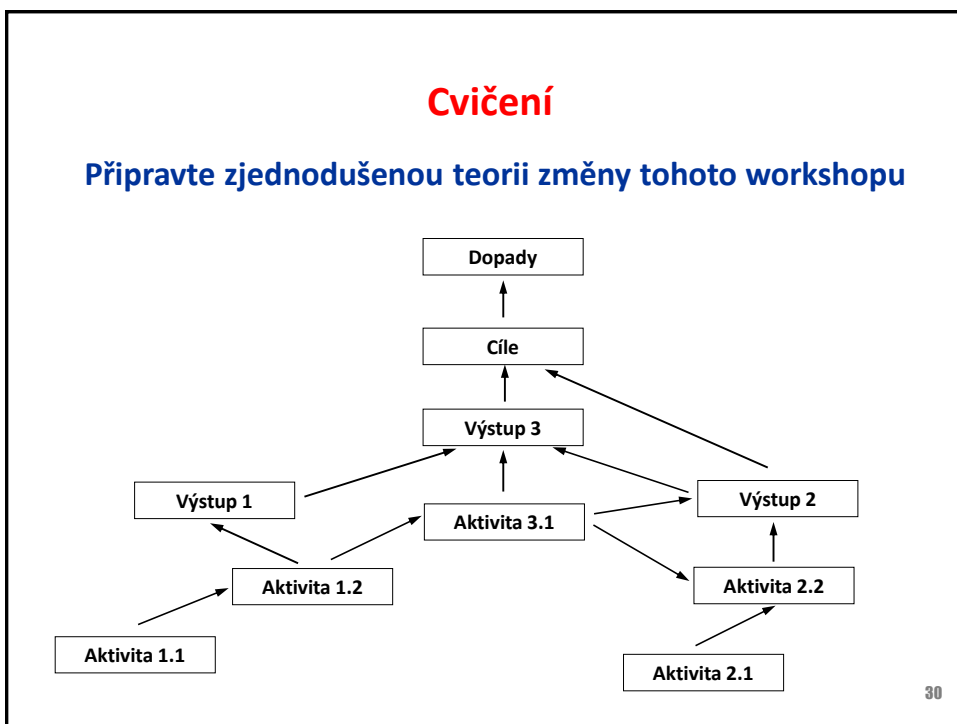 Cvičení
Připravte zjednodušenou teorii změny tohoto workshopu
Dopady
Cíle
Výstup 3
Výstup 1
Výstup 2
Aktivita 3.1
Aktivita 1.2
Aktivita 2.2
Aktivita 1.1
Aktivita 2.1
30